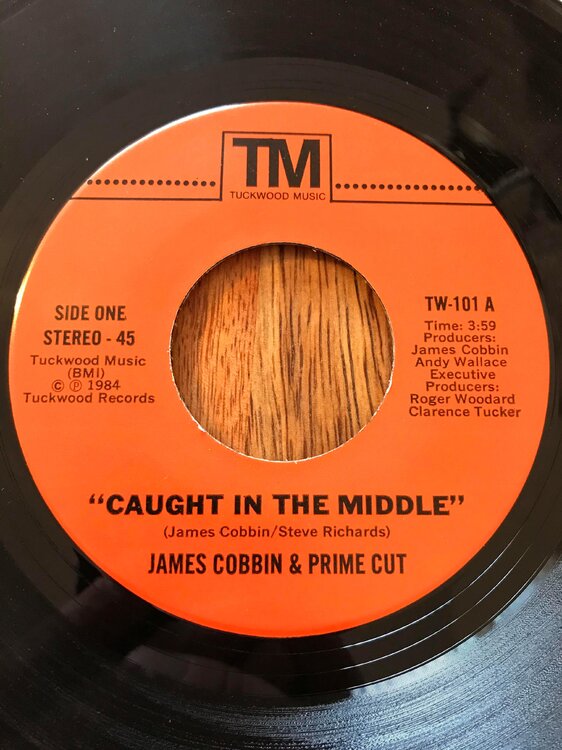 TM
TUCKWOOD MUSIC
SIDE ONE
STEREO - 45
Tuckwood Music
(BMI)
© ℗ 1984
Tuckwood Records
TW-101 A
Time: 3:59
Producers:
James Cobbin
Andy Wallace
Executive
Producers:
Roger Woodard
Clarence Tucker
"CAUGHT IN THE MIDDLE"
(James Cobbin/Steve Richards)
JAMES COBBIN & PRIME CUT